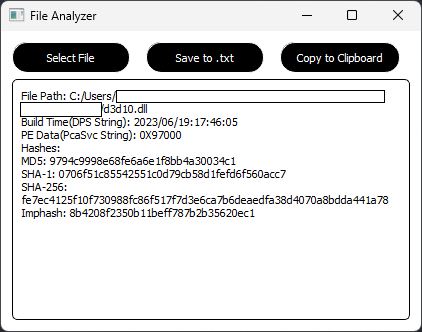 File Analyzer
Select File
Save to .txt
Copy to Clipboard
File Path: C:/Users/
/d3d10.dll
Build Time(DPS String): 2023/06/19:17:46:05
PE Data(PcaSvc String): 0X97000
Hashes:
MD5: 9794c9998e68fe6a6e1f8bb4a30034c1
SHA-1: 0706f51c85542551c0d79cb58d1fefd6f560acc7
SHA-256:
fe7ec4125f10f730988fc86f517f7d3e6ca7b6deaedfa38d4070a8bdda441a78
Imphash: 8b4208f2350b11beff787b2b35620ec1